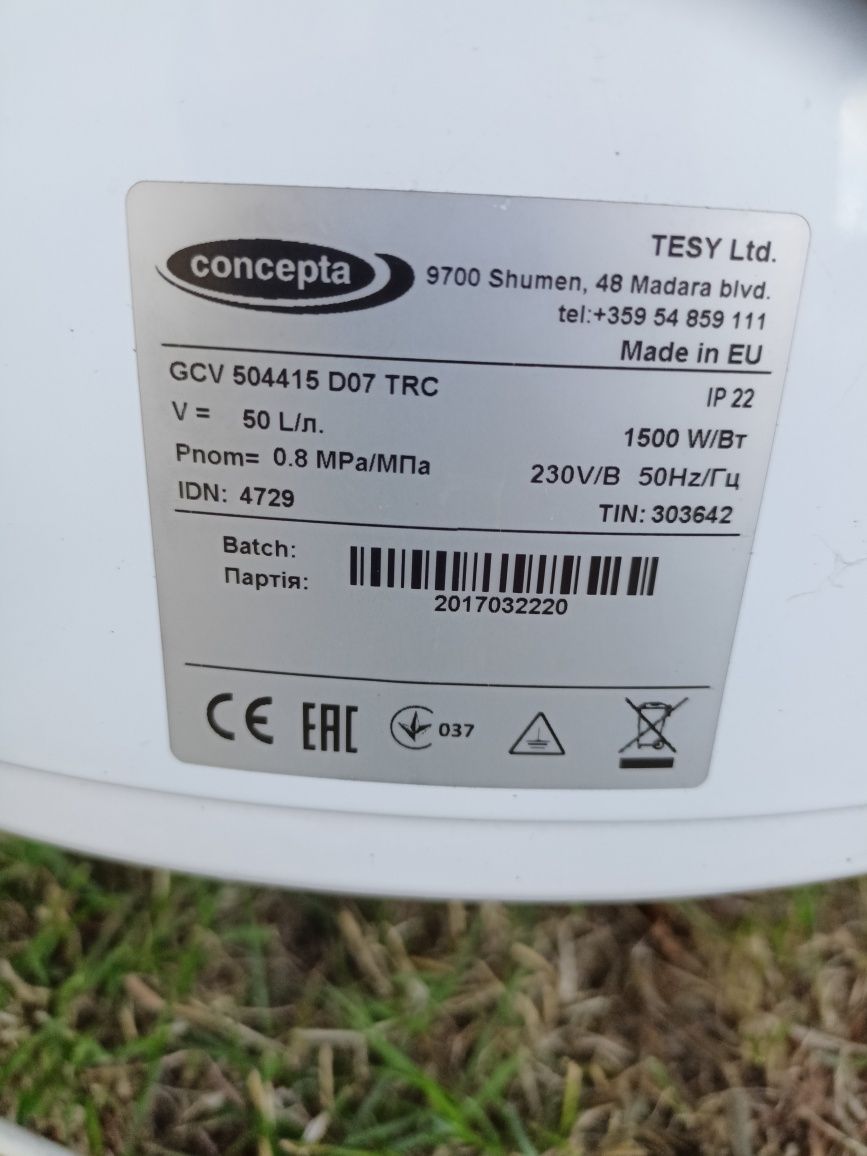 concepta
TESY Ltd.
9700 Shumen, 48 Madara blvd.
tel:+359 54 859 111
Made in EU
GCV 504415 D07 TRC
IP 22
V = 50 L/л.
1500 W/Вт
Pnom= 0.8 MPa/МПа
230V/В 50Hz/Гц
IDN: 4729
TIN: 303642
Batch:
Партія:
2017032220
CE EAC 037